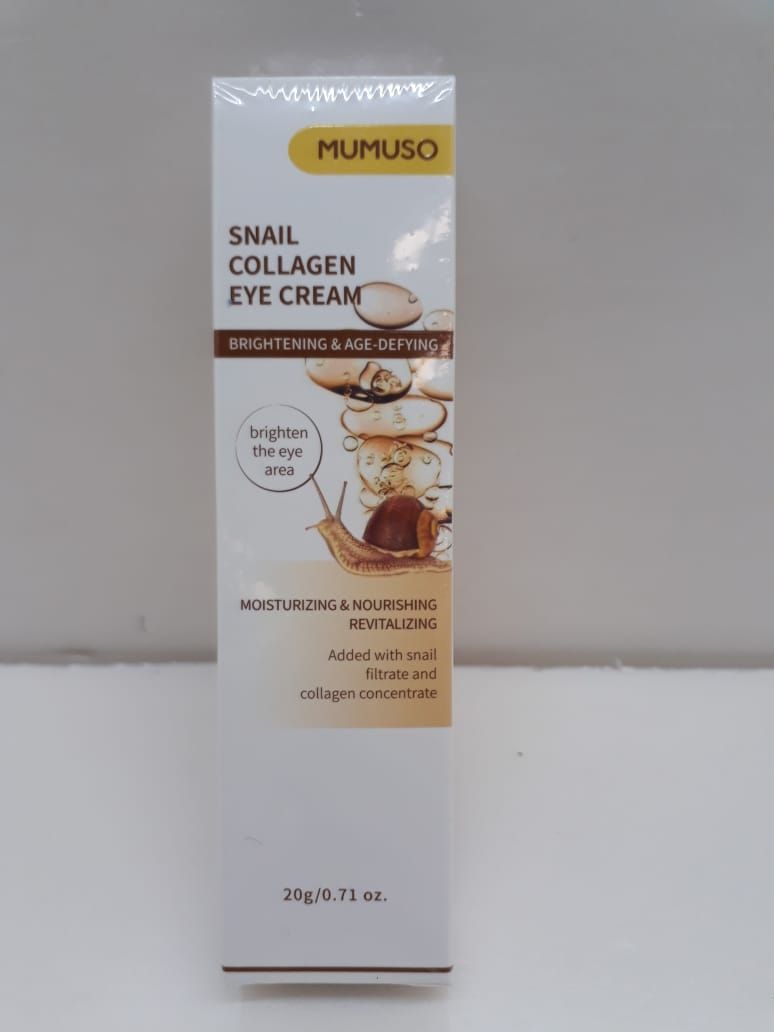 MUMUSO
SNAIL
COLLAGEN
EYE CREAM
BRIGHTENING & AGE-DEFYING
brighten
the eye
area
MOISTURIZING & NOURISHING
REVITALIZING
Added with snail
filtrate and
collagen concentrate
20g/0.71 oz.